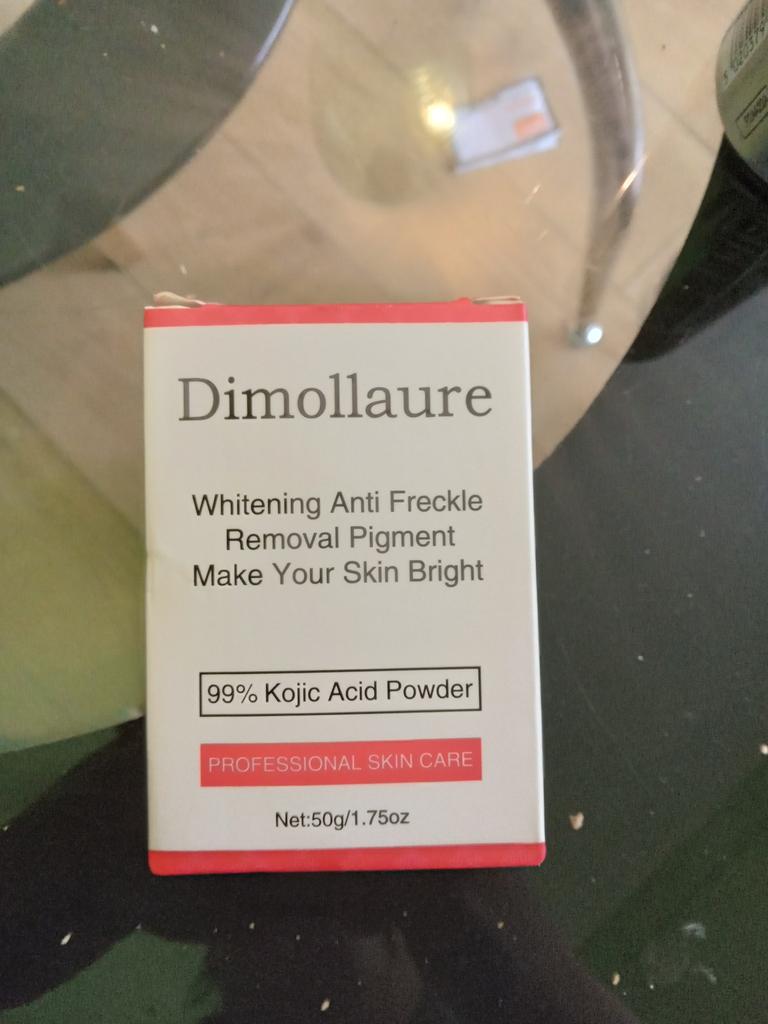 Dimollaure
Whitening Anti Freckle
Removal Pigment
Make Your Skin Bright
99% Kojic Acid Powder
PROFESSIONAL SKIN CARE
Net:50g/1.75oz